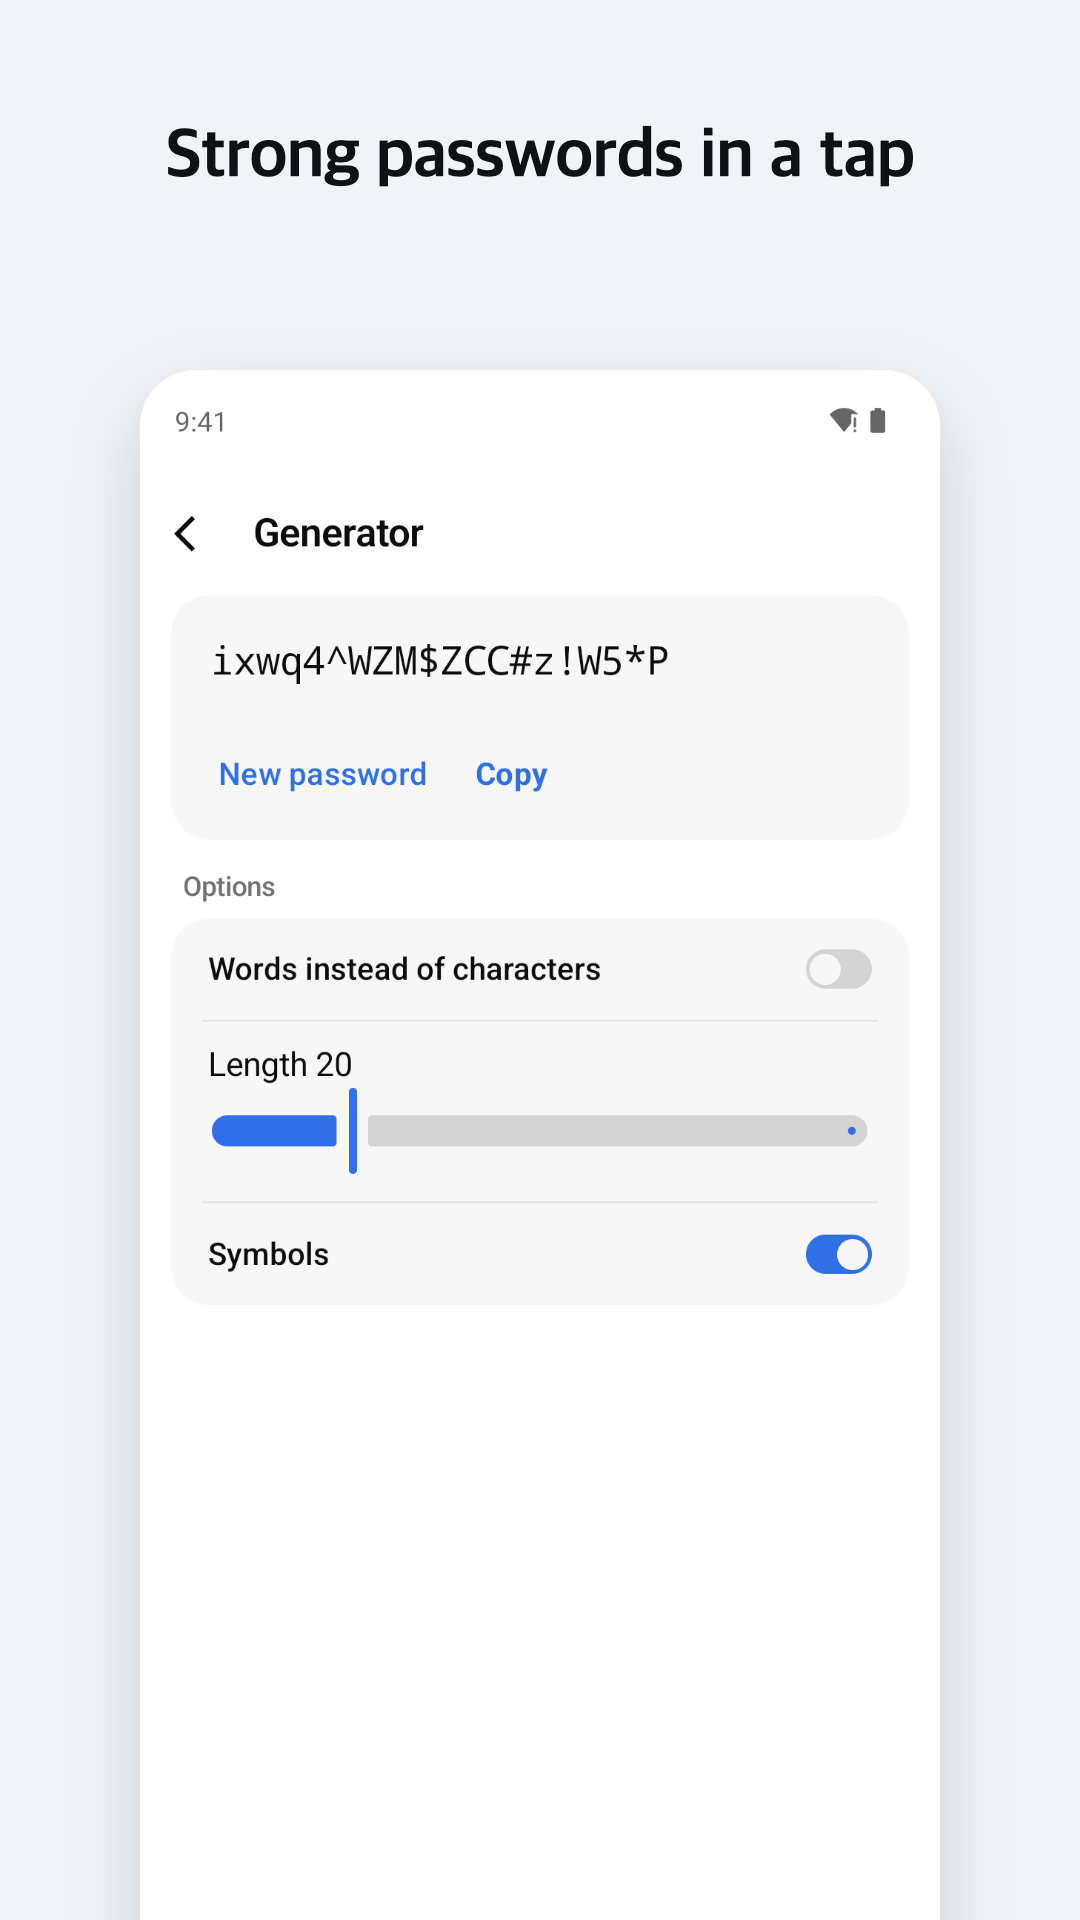 Strong passwords in a tap
9:41
Generator
ixwq4^WZM$ZCC#z!W5*P
New password Copy
Options
Words instead of characters
Length 20
Symbols